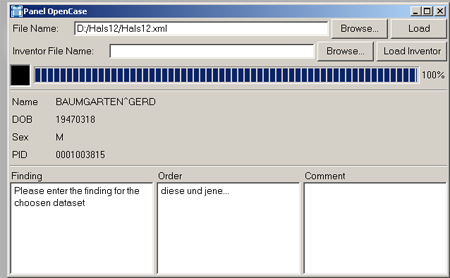 Panel OpenCase
File Name: D:/Hals12/Hals12.xml Browse... Load
Inventor File Name: Browse... Load Inventor
100%
Name BAUMGARTEN^GERD
DOB 19470318
Sex M
PID 0001003815
Finding Order Comment
Please enter the finding for the
choosen dataset
diese und jene...